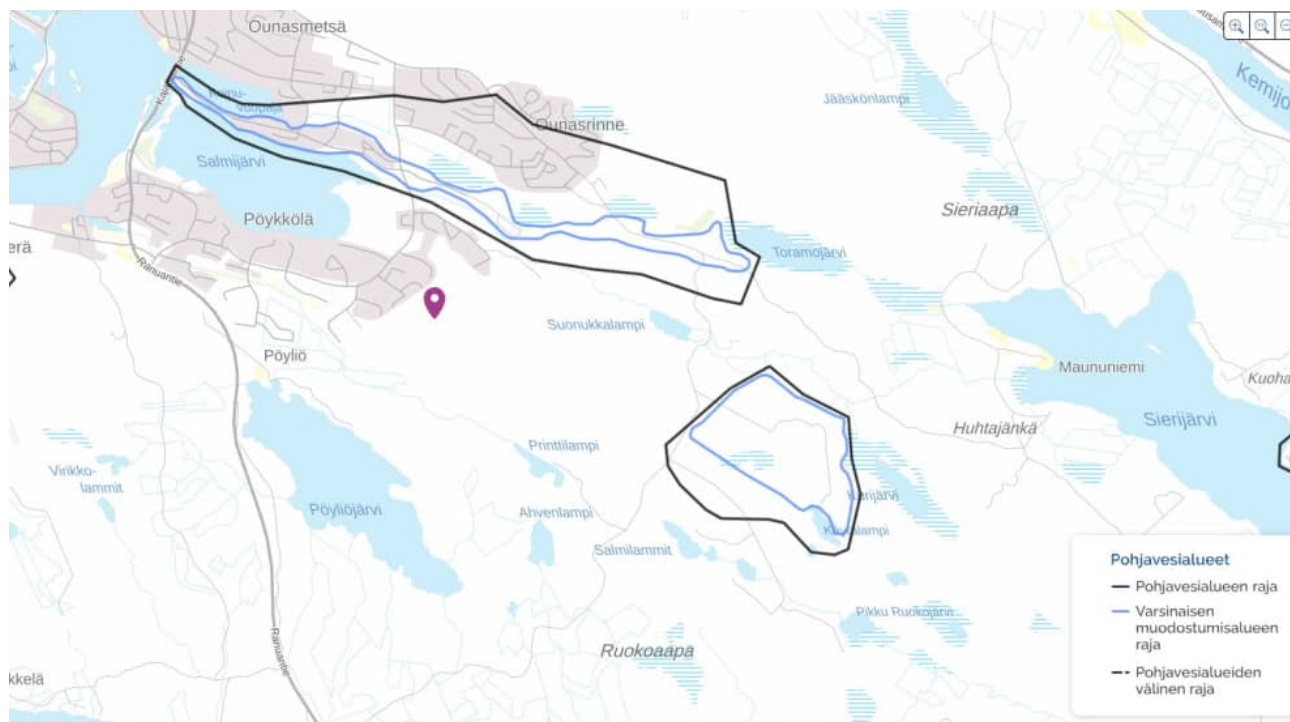 Ounasmetsä
Kemijo
Ounasrinne
Jääskönlampi
Salmijärvi
Sieriaapa
Pöykkölä
erä
Toramojärvi
Ranuantie
Suonukkalampi
Pöyliö
Maununiemi
Kuoha
Sierijärvi
Huhtajänkä
Printtilampi
Virikko-
lammit
Pöyliöjärvi
Ahvenlampi
Salmilammit
Pikku Ruokojärvi
Ruokoaapa
Ranuantie
kkelä
Pohjavesialueet
Pohjavesialueen raja
Varsinaisen
muodostumisalueen
raja
Pohjavesialueiden
välinen raja